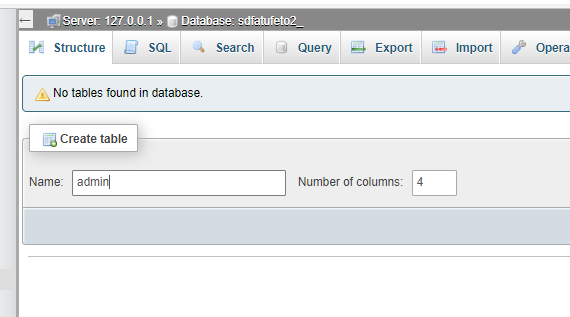 Server: 127.0.0.1 » Database: sdfatufeto2_
Structure SQL Search Query Export Import Opera
No tables found in database.
Create table
Name: admin Number of columns: 4